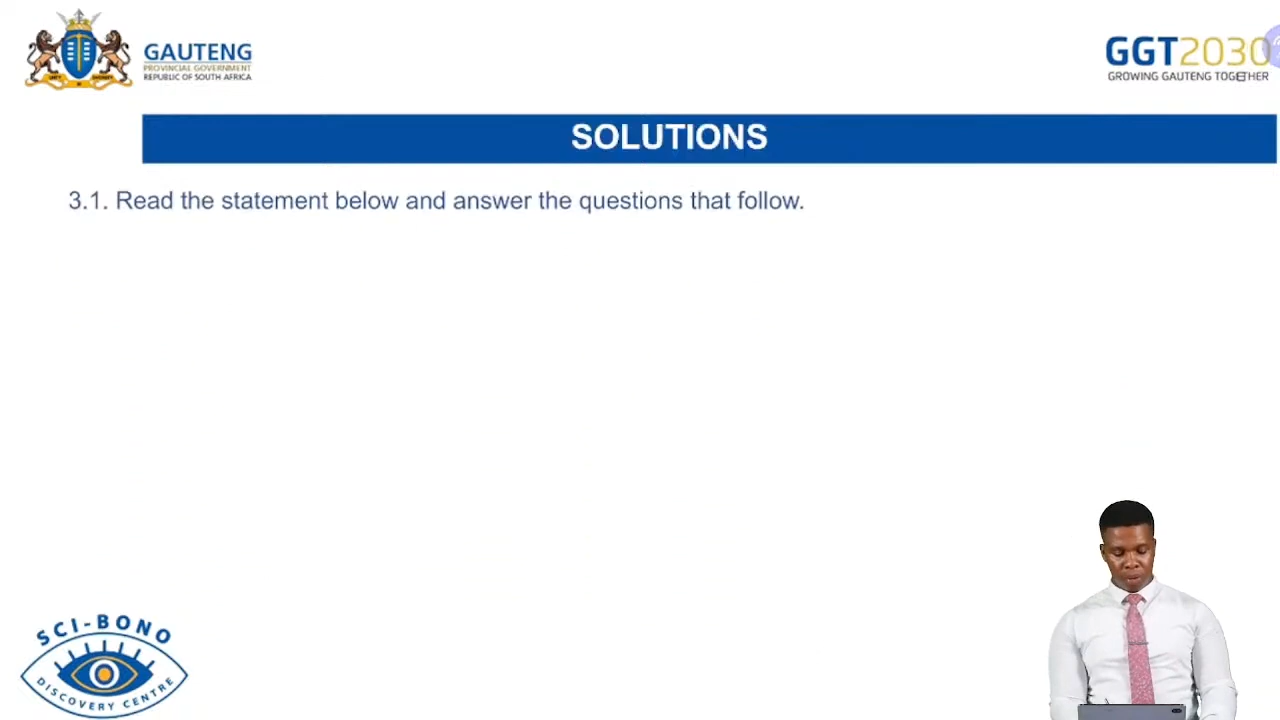 GAUTENG
PROVINCIAL GOVERNMENT
REPUBLIC OF SOUTH AFRICA
GGT2030
GROWING GAUTENG TOGETHER
SOLUTIONS
3.1. Read the statement below and answer the questions that follow.
SCI-BONO
DISCOVERY CENTRE